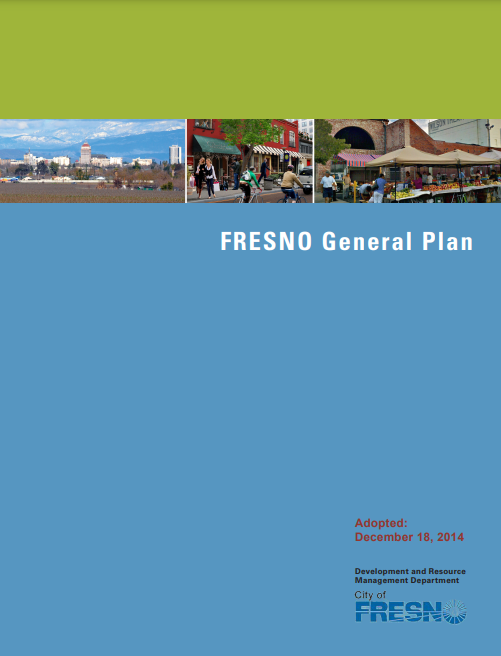 FRESNO General Plan
Adopted:
December 18, 2014
Development and Resource
Management Department
City of
FRESNO